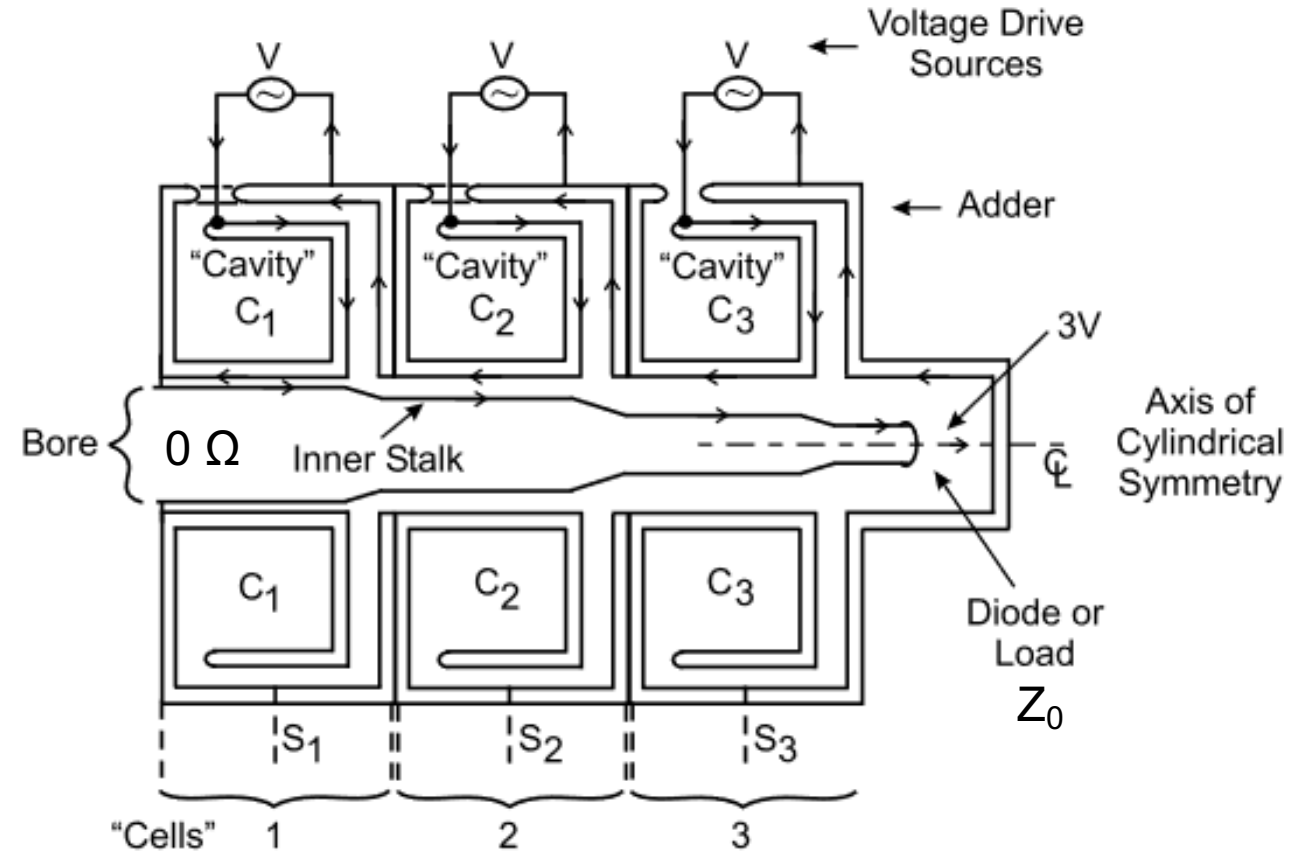 Voltage Drive
Sources
V
V
V
Adder
“Cavity”
C1
“Cavity”
C2
“Cavity”
C3
3V
Axis of
Cylindrical
Symmetry
Bore
0 Ω
Inner Stalk
℄
C1
C2
C3
Diode or
Load
Z0
S1
S2
S3
“Cells”
1
2
3